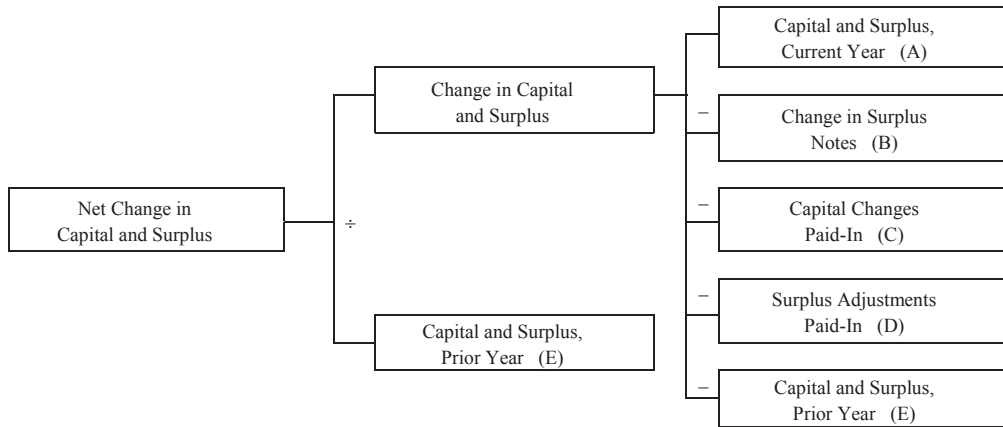 Capital and Surplus,
Current Year (A)
Change in Capital
and Surplus
–
Change in Surplus
Notes (B)
Net Change in
Capital and Surplus
÷
–
Capital Changes
Paid-In (C)
–
Surplus Adjustments
Paid-In (D)
Capital and Surplus,
Prior Year (E)
–
Capital and Surplus,
Prior Year (E)